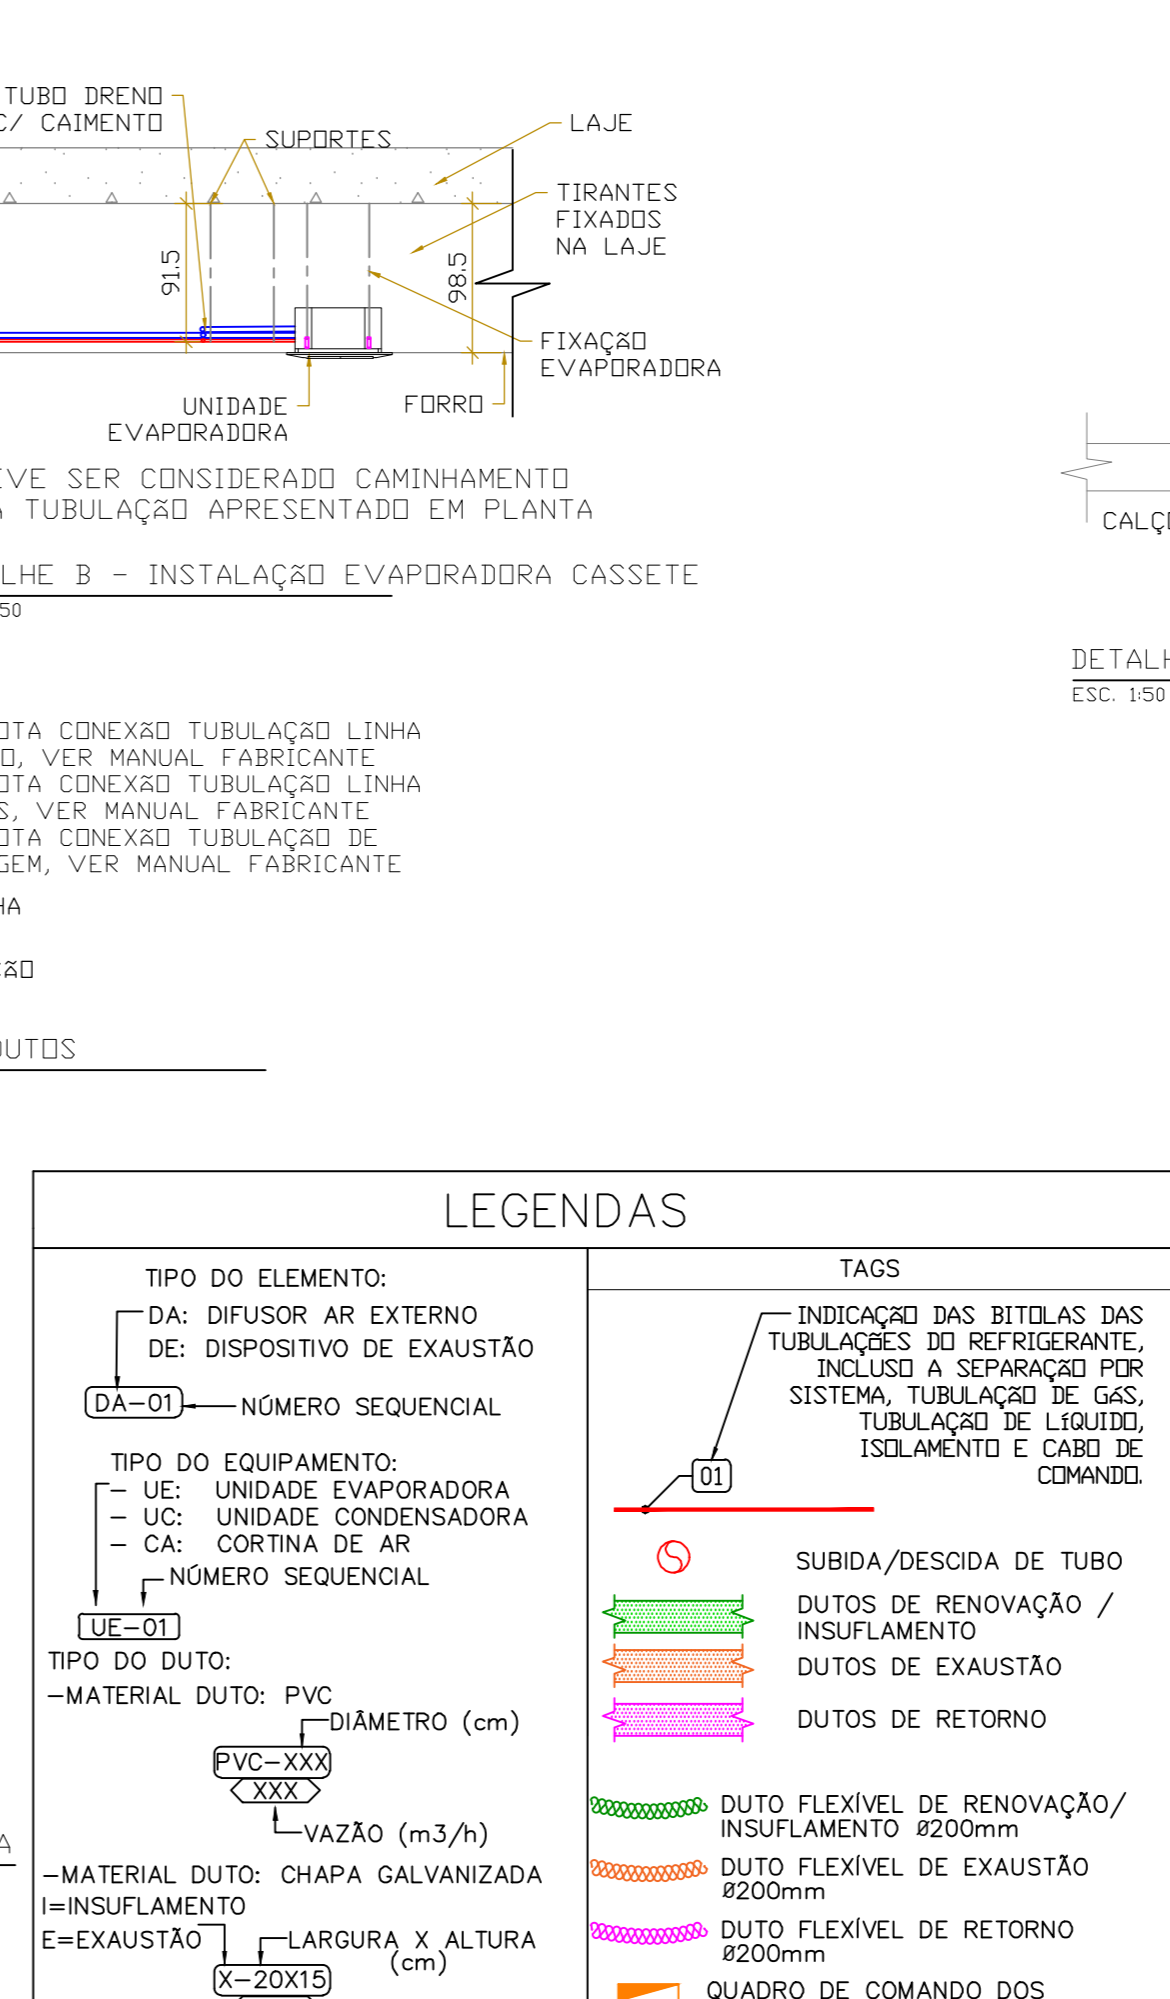 TUBO DRENO
C/ CAIMENTO
SUPORTES
LAJE
TIRANTES
FIXADOS
NA LAJE
91.5
98.5
FIXAÇÃO
EVAPORADORA
UNIDADE
EVAPORADORA
FORRO
EVE SER CONSIDERADO CAMINHAMENTO
A TUBULAÇÃO APRESENTADO EM PLANTA
LHE B - INSTALAÇÃO EVAPORADORA CASSETE
50
CALÇ
DETALH
ESC. 1:50
OTA CONEXÃO TUBULAÇÃO LINHA
O, VER MANUAL FABRICANTE
OTA CONEXÃO TUBULAÇÃO LINHA
S, VER MANUAL FABRICANTE
OTA CONEXÃO TUBULAÇÃO DE
GEM, VER MANUAL FABRICANTE
HA
ÇÃO
DUTOS
A
LEGENDAS
TIPO DO ELEMENTO:
DA: DIFUSOR AR EXTERNO
DE: DISPOSITIVO DE EXAUSTÃO
DA-01
NÚMERO SEQUENCIAL
TIPO DO EQUIPAMENTO:
- UE: UNIDADE EVAPORADORA
- UC: UNIDADE CONDENSADORA
- CA: CORTINA DE AR
NÚMERO SEQUENCIAL
UE-01
TIPO DO DUTO:
-MATERIAL DUTO: PVC
DIÂMETRO (cm)
PVC-XXX
XXX
VAZÃO (m3/h)
-MATERIAL DUTO: CHAPA GALVANIZADA
I=INSUFLAMENTO
E=EXAUSTÃO
LARGURA X ALTURA
(cm)
X-20X15
TAGS
INDICAÇÃO DAS BITOLAS DAS
TUBULAÇÕES DO REFRIGERANTE,
INCLUSO A SEPARAÇÃO POR
SISTEMA, TUBULAÇÃO DE GÁS,
TUBULAÇÃO DE LÍQUIDO,
ISOLAMENTO E CABO DE
COMANDO.
01
SUBIDA/DESCIDA DE TUBO
DUTOS DE RENOVAÇÃO /
INSUFLAMENTO
DUTOS DE EXAUSTÃO
DUTOS DE RETORNO
DUTO FLEXÍVEL DE RENOVAÇÃO/
INSUFLAMENTO Ø200mm
DUTO FLEXÍVEL DE EXAUSTÃO
Ø200mm
DUTO FLEXÍVEL DE RETORNO
Ø200mm
QUADRO DE COMANDO DOS